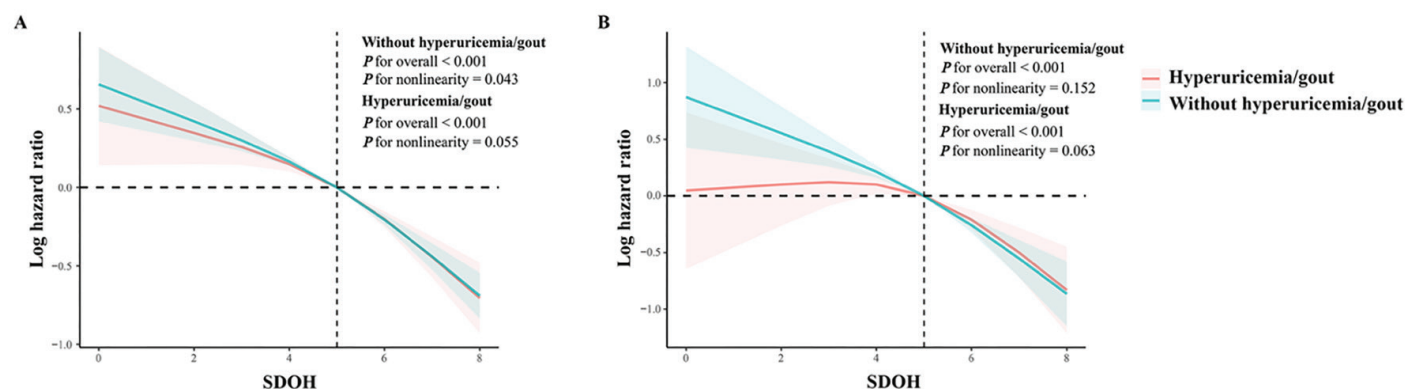 A
Without hyperuricemia/gout
P for overall < 0.001
P for nonlinearity = 0.043
Hyperuricemia/gout
P for overall < 0.001
P for nonlinearity = 0.055
0.5
0.0
−0.5
−1.0
Log hazard ratio
0 2 4 6 8
SDOH
B
Without hyperuricemia/gout
P for overall < 0.001
P for nonlinearity = 0.152
Hyperuricemia/gout
P for overall < 0.001
P for nonlinearity = 0.063
1.0
0.5
0.0
−0.5
−1.0
Log hazard ratio
0 2 4 6 8
SDOH
Hyperuricemia/gout
Without hyperuricemia/gout